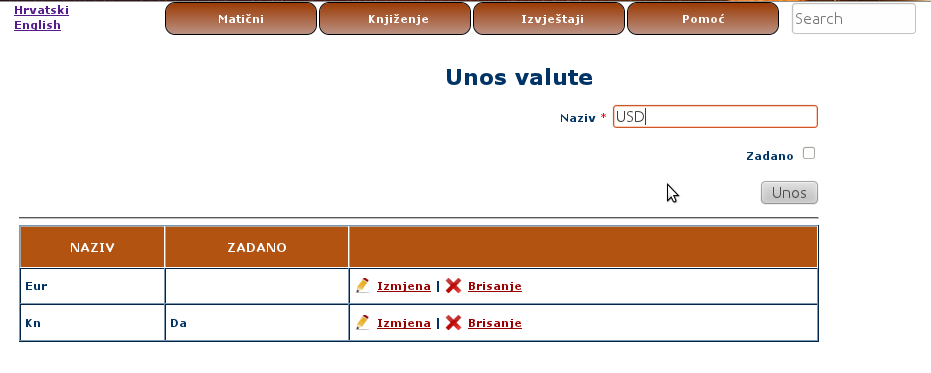 Hrvatski
English
Matični Knjiženje Izvještaji Pomoć Search
Unos valute
Naziv * USD
Zadano
Unos
NAZIV ZADANO
Eur Izmjena | Brisanje
Kn Da Izmjena | Brisanje